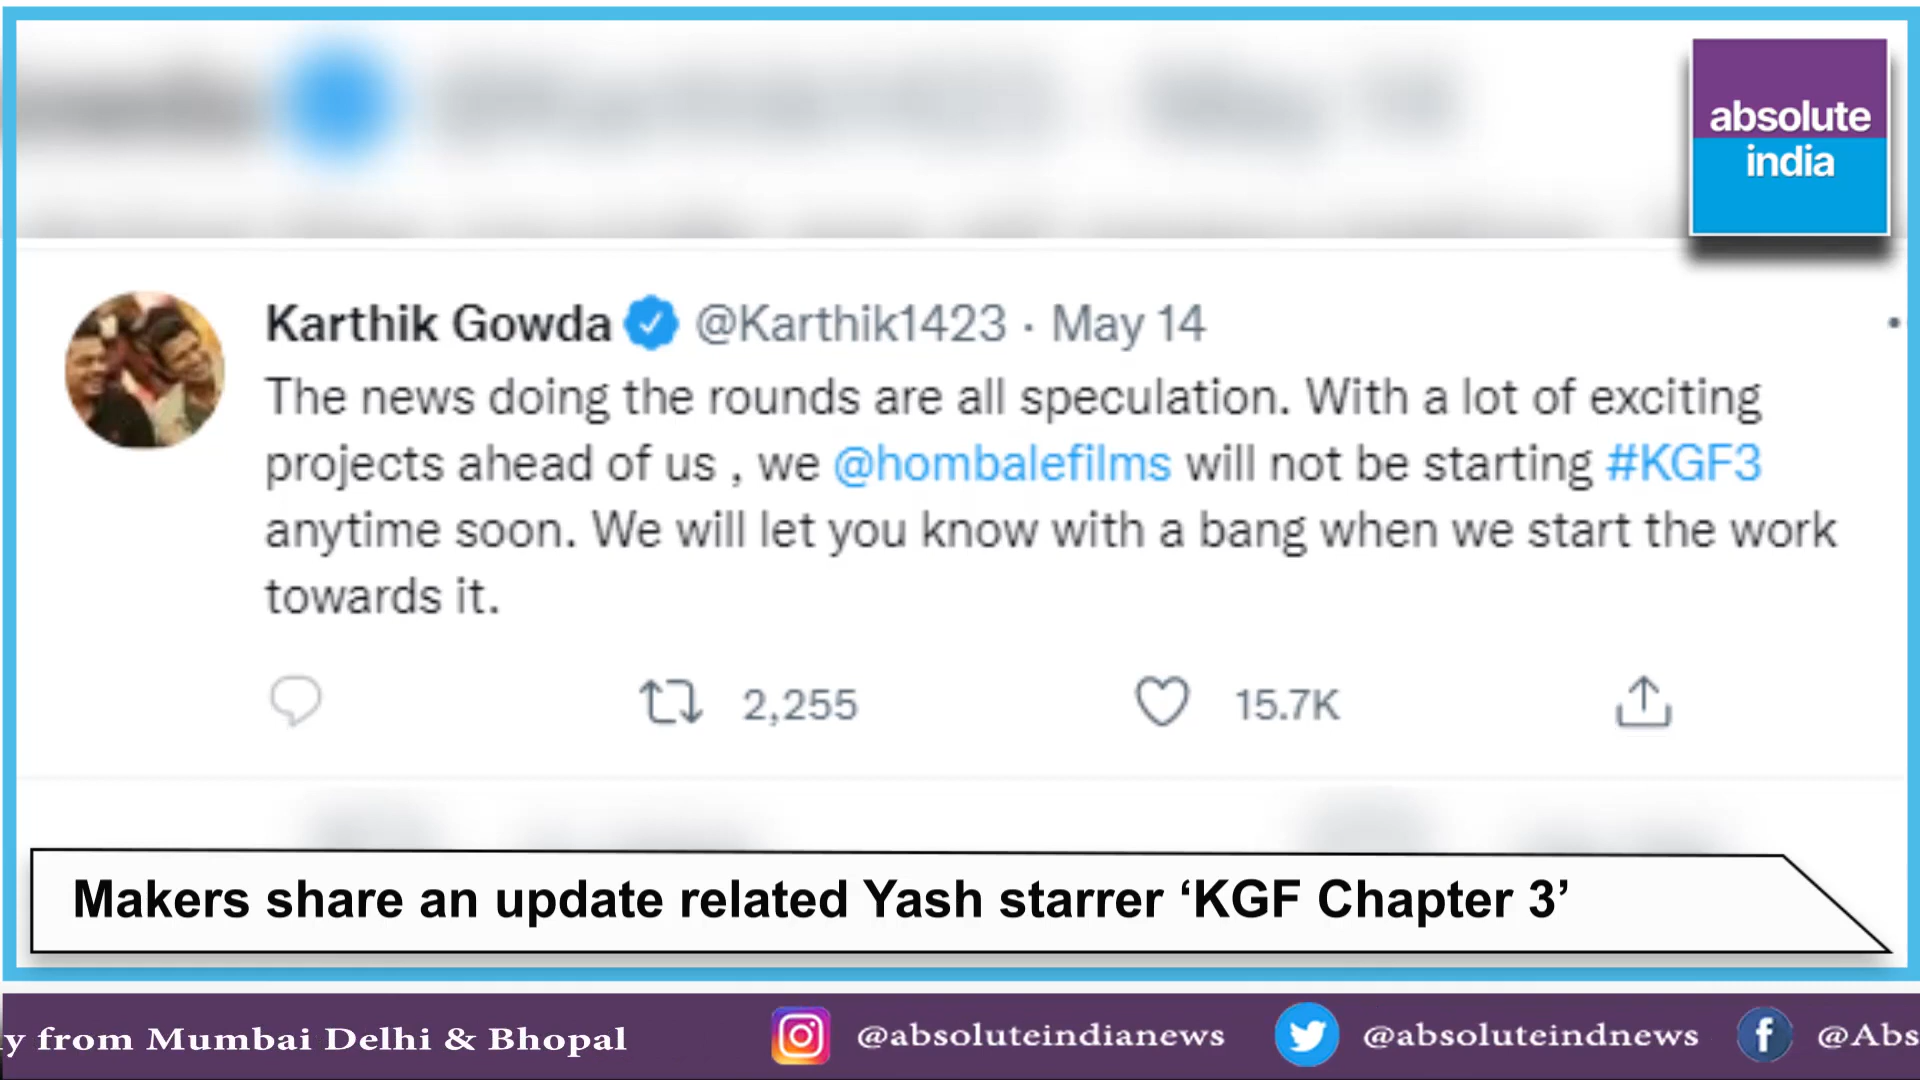 absolute
india
Karthik Gowda @Karthik1423 · May 14
The news doing the rounds are all speculation. With a lot of exciting
projects ahead of us , we @hombalefilms will not be starting #KGF3
anytime soon. We will let you know with a bang when we start the work
towards it.
2,255 15.7K
Makers share an update related Yash starrer ‘KGF Chapter 3’
y from Mumbai Delhi & Bhopal @absoluteindianews @absoluteindnews @Abs